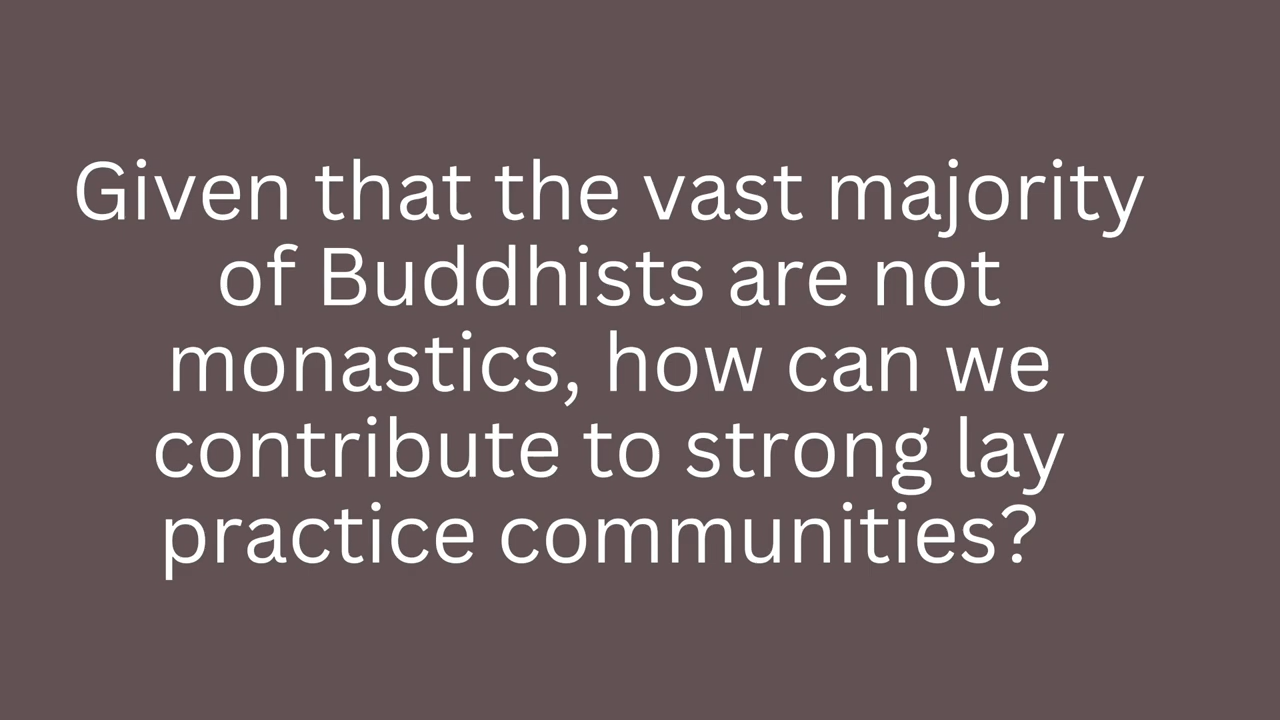 Given that the vast majority
of Buddhists are not
monastics, how can we
contribute to strong lay
practice communities?